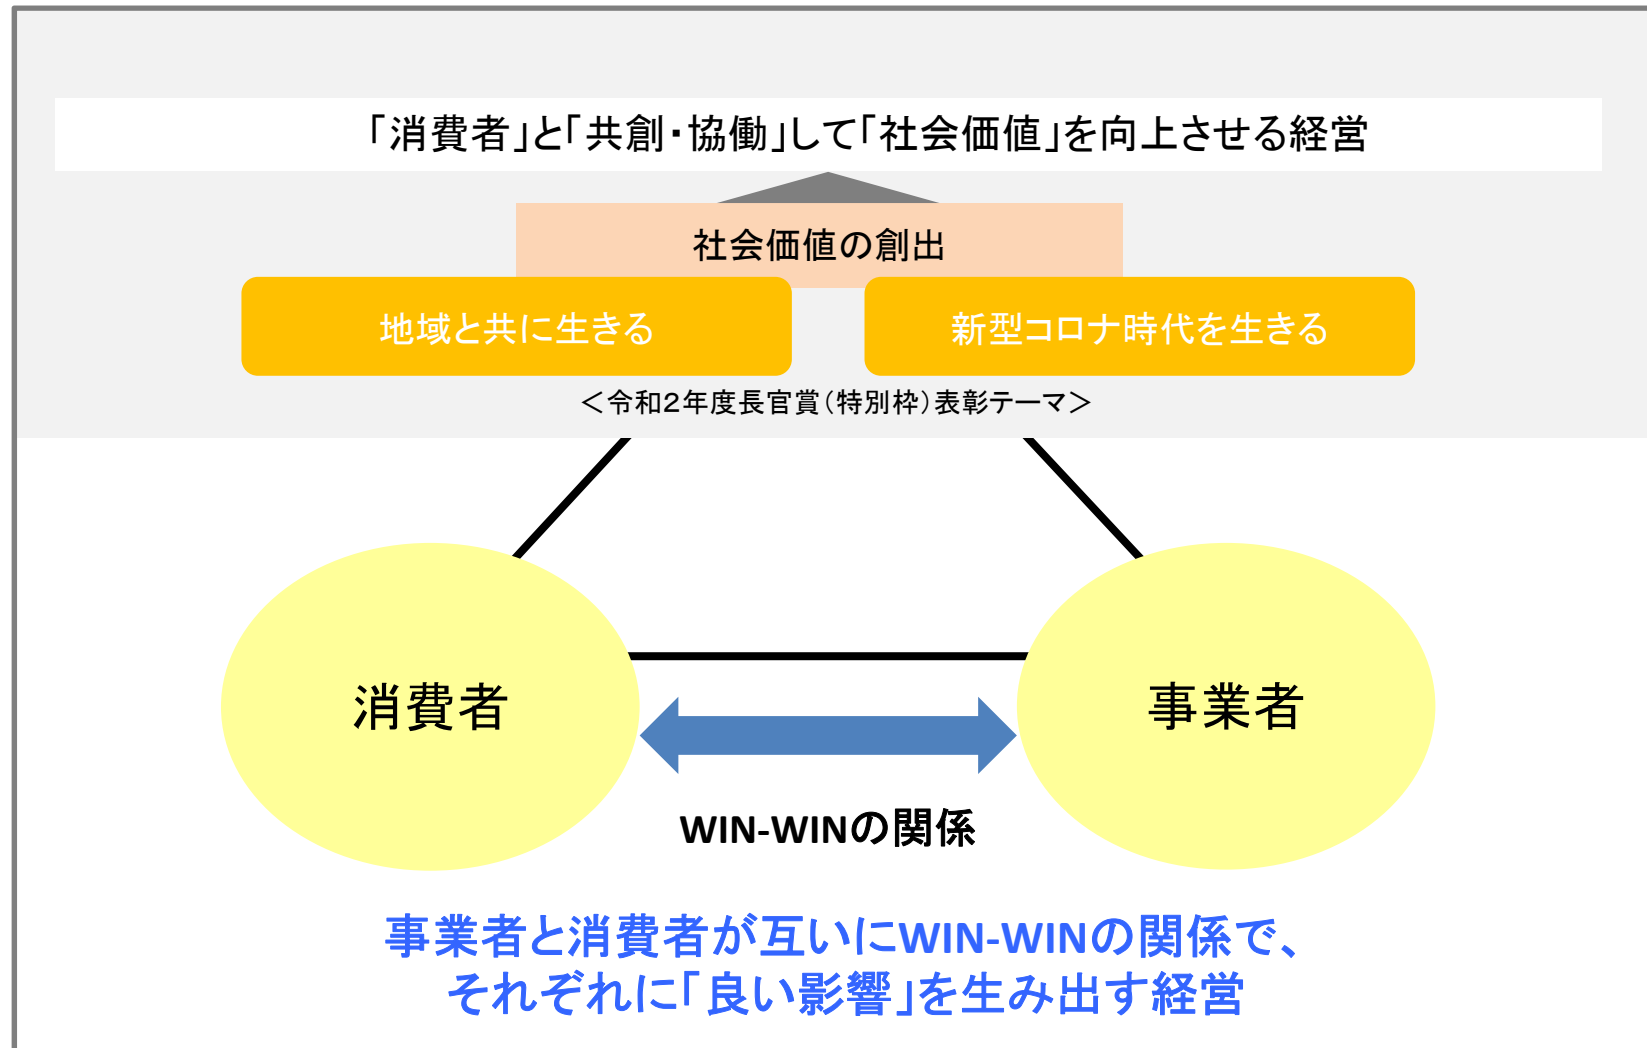 「消費者」と「共創・協働」して「社会価値」を向上させる経営
社会価値の創出
地域と共に生きる
新型コロナ時代を生きる
＜令和２年度長官賞（特別枠）表彰テーマ＞
消費者
事業者
WIN-WINの関係
事業者と消費者が互いにWIN-WINの関係で、
それぞれに「良い影響」を生み出す経営